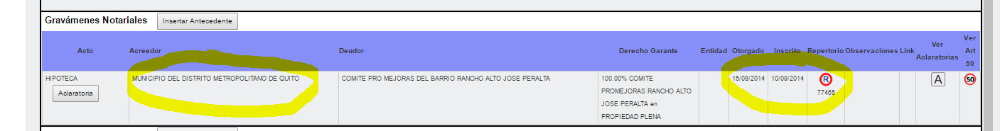 Gravámenes Notariales Insertar Antecedente
Acto Acreedor Deudor Derecho Garante Entidad Otorgado Inscrito Repertorio Observaciones Link Ver Aclaratorias Ver Art 50
HIPOTECA MUNICIPIO DEL DISTRITO METROPOLITANO DE QUITO COMITE PRO MEJORAS DEL BARRIO RANCHO ALTO JOSE PERALTA 100.00% COMITE 15/08/2014 10/09/2014 R A 50
Aclaratoria PROMEJORAS RANCHO ALTO 77465
JOSE PERALTA en
PROPIEDAD PLENA